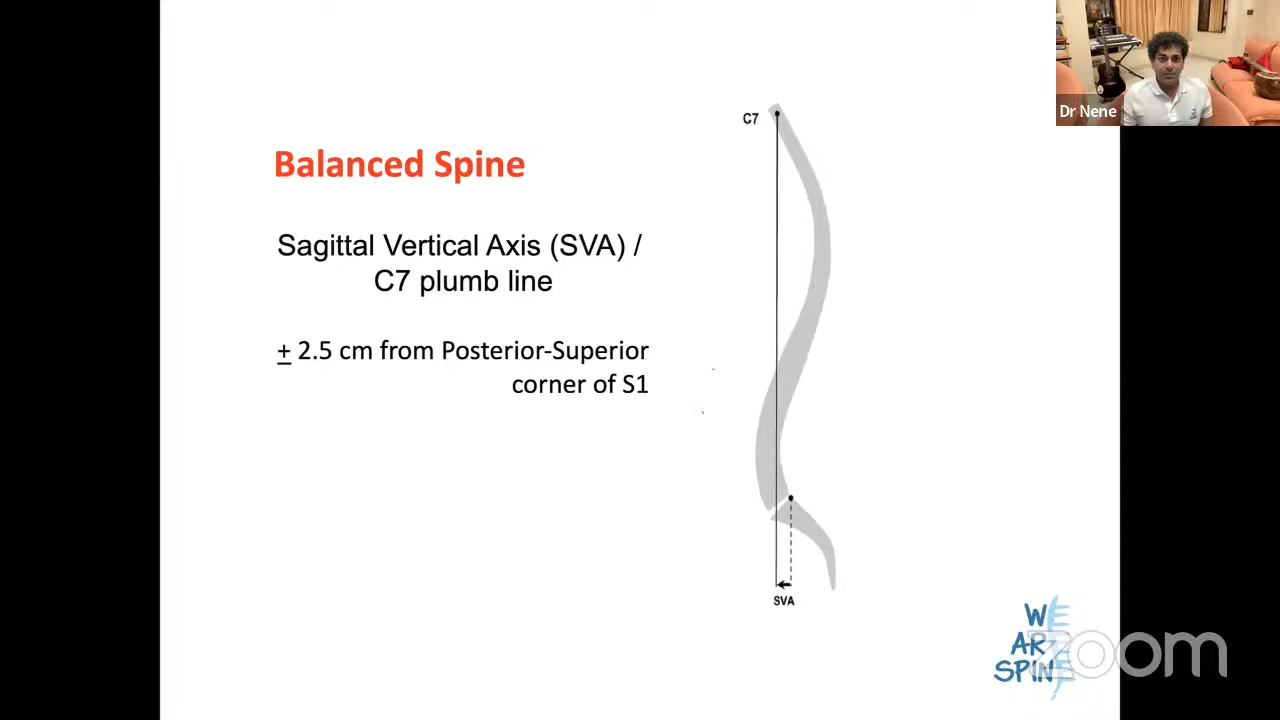 Dr Nene
C7
Balanced Spine
Sagittal Vertical Axis (SVA) /
C7 plumb line
+ 2.5 cm from Posterior-Superior
corner of S1
SVA
WE
ARE
SPINE
zoom